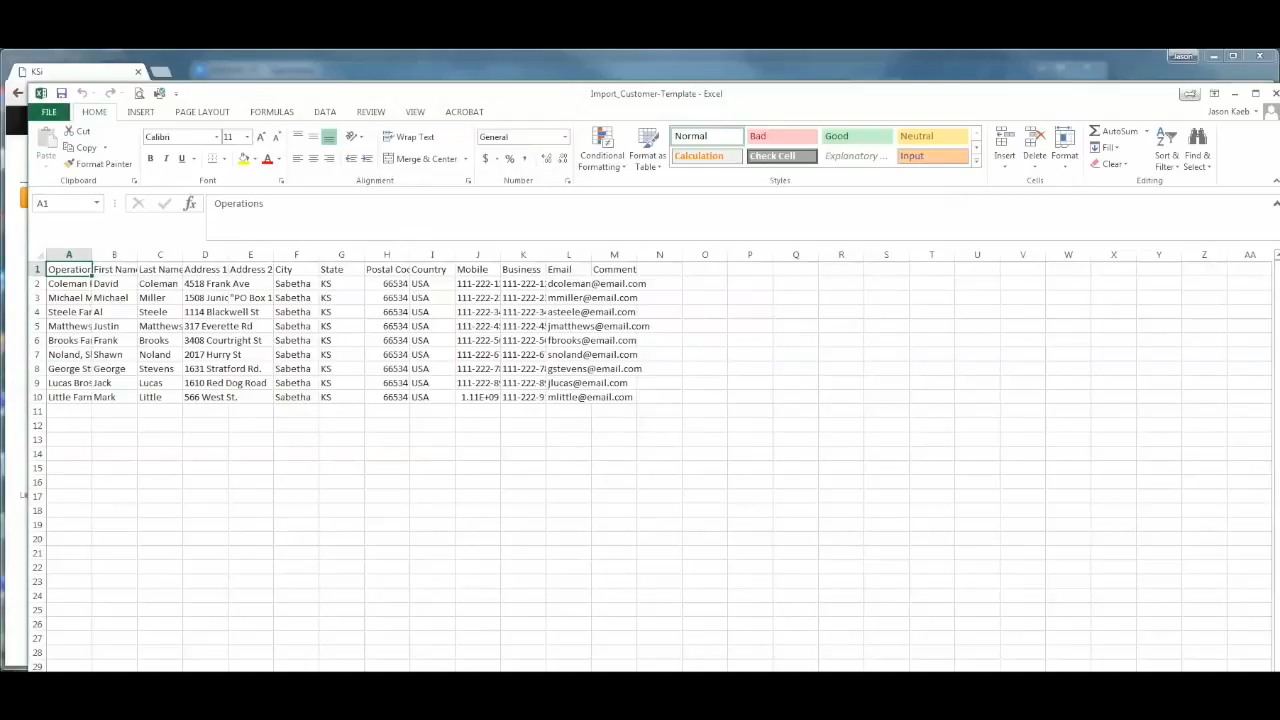 Jason
KSi
Import_Customer-Template - Excel
FILE HOME INSERT PAGE LAYOUT FORMULAS DATA REVIEW VIEW ACROBAT Jason Kaeb
Paste Cut Copy Format Painter Clipboard
Calibri 11 A A B I U A Font
Wrap Text Merge & Center Alignment
General $ % , Number
Conditional Formatting Format as Table Normal Bad Good Neutral Calculation Check Cell Explanatory ... Input Styles
Insert Delete Format Cells
AutoSum Fill Clear Sort & Filter Find & Select Editing
A1 fx Operations
A B C D E F G H I J K L M N O P Q R S T U V W X Y Z AA
1 Operation First Name Last Name Address 1 Address 2 City State Postal Co Country Mobile Business Email Comment
2 Coleman David Coleman 4518 Frank Ave Sabetha KS 66534 USA 111-222-1 111-222-1 dcoleman@email.com
3 Michael M Michael Miller 1508 Junic "PO Box 1 Sabetha KS 66534 USA 111-222-2 111-222-2 mmiller@email.com
4 Steele Far Al Steele 1114 Blackwell St Sabetha KS 66534 USA 111-222-3 111-222-3 asteele@email.com
5 Matthews Justin Matthews 317 Everette Rd Sabetha KS 66534 USA 111-222-4 111-222-4 jmatthews@email.com
6 Brooks Fa Frank Brooks 3408 Courtright St Sabetha KS 66534 USA 111-222-5 111-222-5 fbrooks@email.com
7 Noland, S Shawn Noland 2017 Hurry St Sabetha KS 66534 USA 111-222-6 111-222-6 snoland@email.com
8 George St George Stevens 1631 Stratford Rd. Sabetha KS 66534 USA 111-222-7 111-222-7 gstevens@email.com
9 Lucas Bros Jack Lucas 1610 Red Dog Road Sabetha KS 66534 USA 111-222-8 111-222-8 jlucas@email.com
10 Little Farn Mark Little 566 West St. Sabetha KS 66534 USA 1.11E+09 111-222-9 mlittle@email.com
11
12
13
14
15
16
17
18
19
20
21
22
23
24
25
26
27
28
29